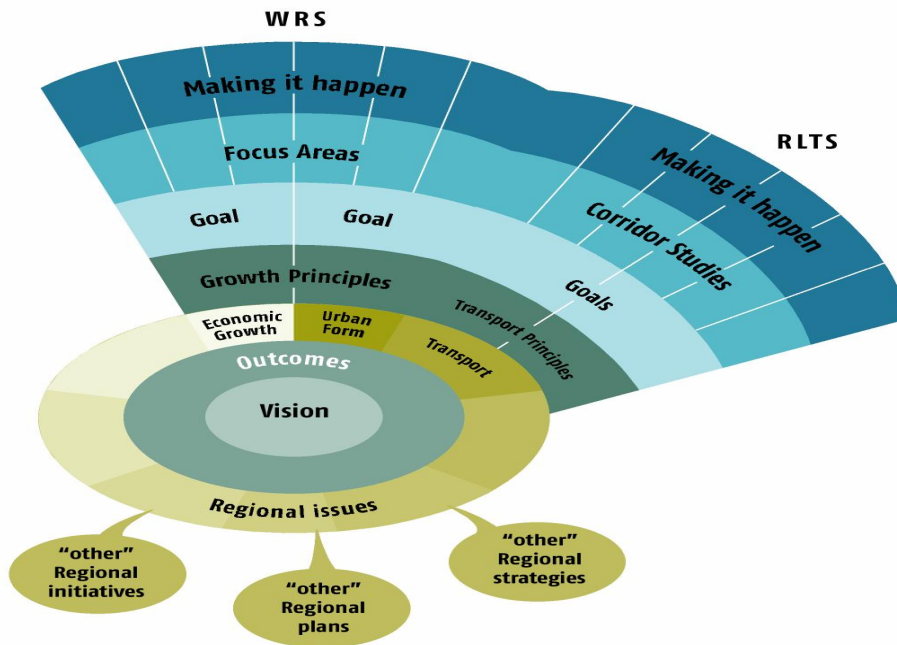 WRS
Making it happen
RLTS
Making it happen
Focus Areas
Corridor Studies
Goal
Goal
Goals
Growth Principles
Transport Principles
Economic
Growth
Urban
Form
Transport
Outcomes
Vision
Regional issues
“other”
Regional
initiatives
“other”
Regional
plans
“other”
Regional
strategies